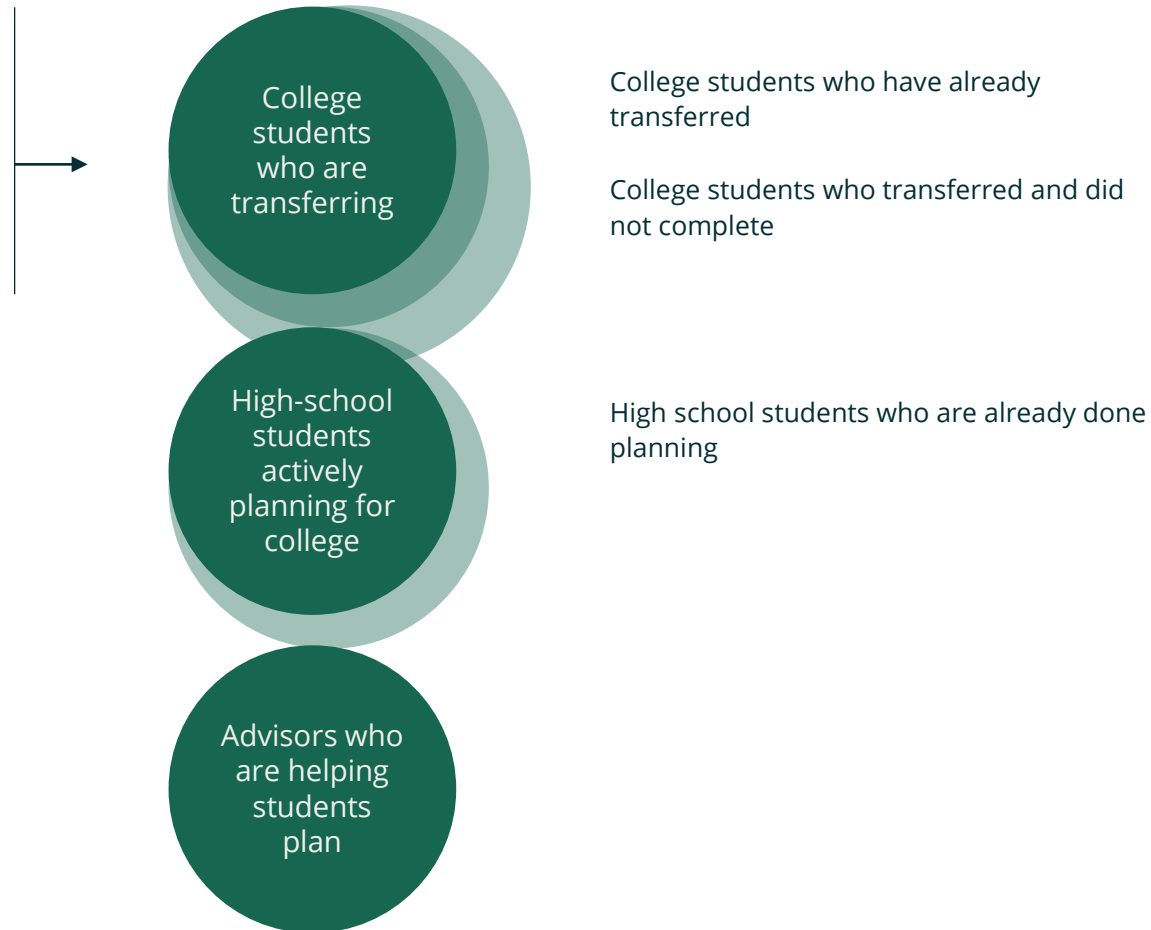 College
students
who are
transferring
College students who have already
transferred
College students who transferred and did
not complete
High-school
students
actively
planning for
college
High school students who are already done
planning
Advisors who
are helping
students
plan